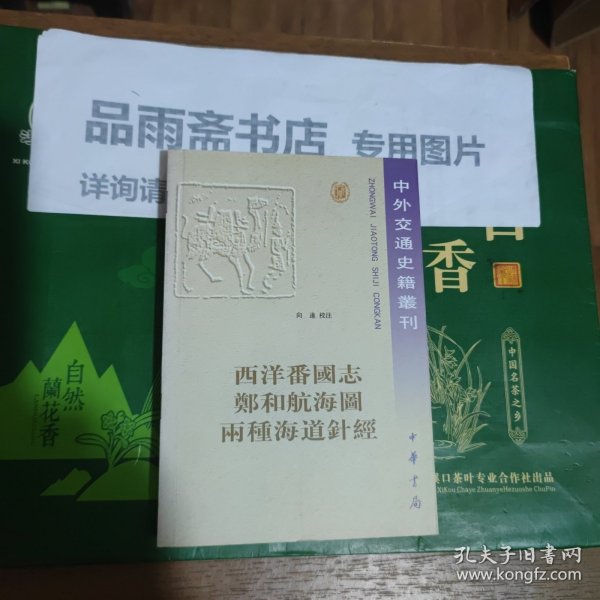 品雨斋书店 专用图片
详询请
中外交通史籍叢刊
ZHONGWAI JIAOTONG SHIJI CONGKAN
向達 校注
西洋番國志
鄭和航海圖
兩種海道針經
中華書局
香
自然
蘭花香
中国名茶之乡
口茶叶专业合作社出品
XiKou Chaye ZhuanyeHezuoshe ChuPin
孔夫子旧书网
www.kongfz.com